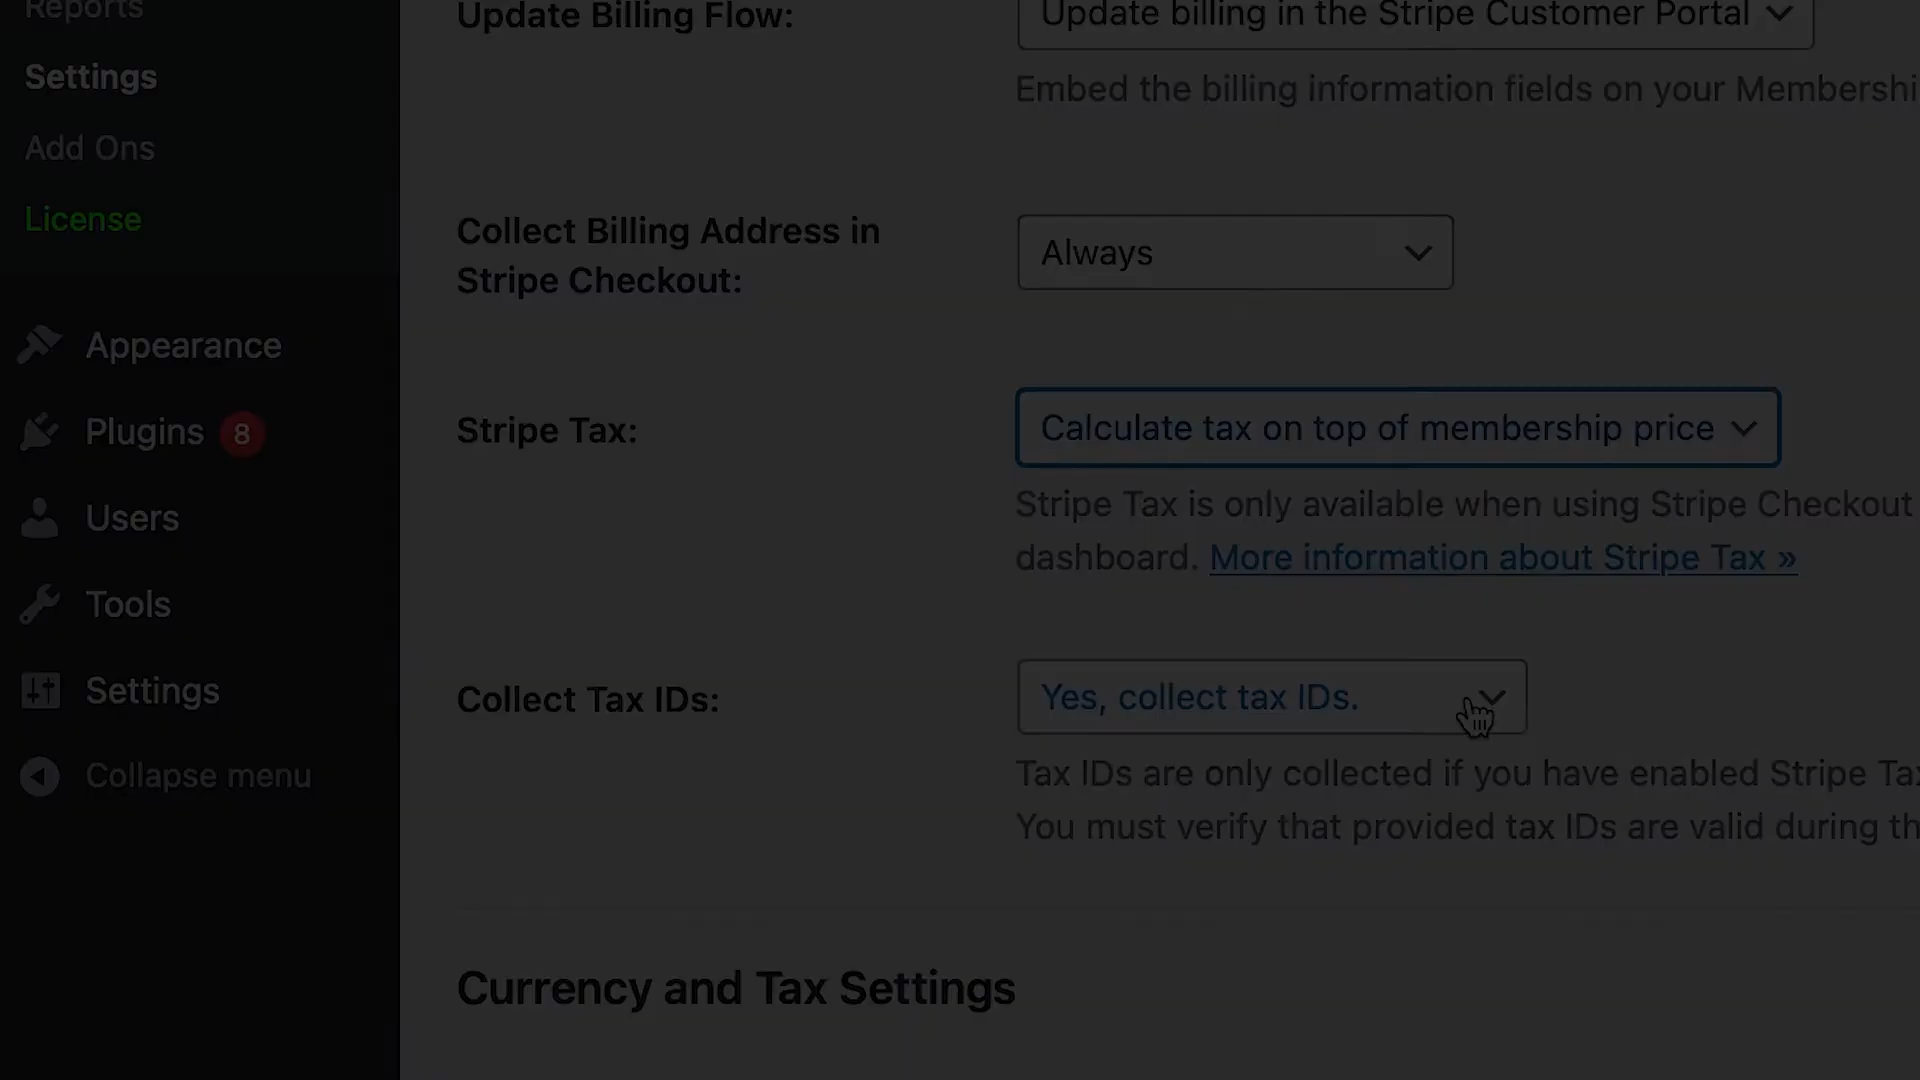 Reports
Settings
Add Ons
License
Appearance
Plugins 8
Users
Tools
Settings
Collapse menu
Update Billing Flow:
Update billing in the Stripe Customer Portal
Embed the billing information fields on your Membershi
Collect Billing Address in
Stripe Checkout:
Always
Stripe Tax:
Calculate tax on top of membership price
Stripe Tax is only available when using Stripe Checkout
dashboard. More information about Stripe Tax »
Collect Tax IDs:
Yes, collect tax IDs.
Tax IDs are only collected if you have enabled Stripe Tax
You must verify that provided tax IDs are valid during th
Currency and Tax Settings